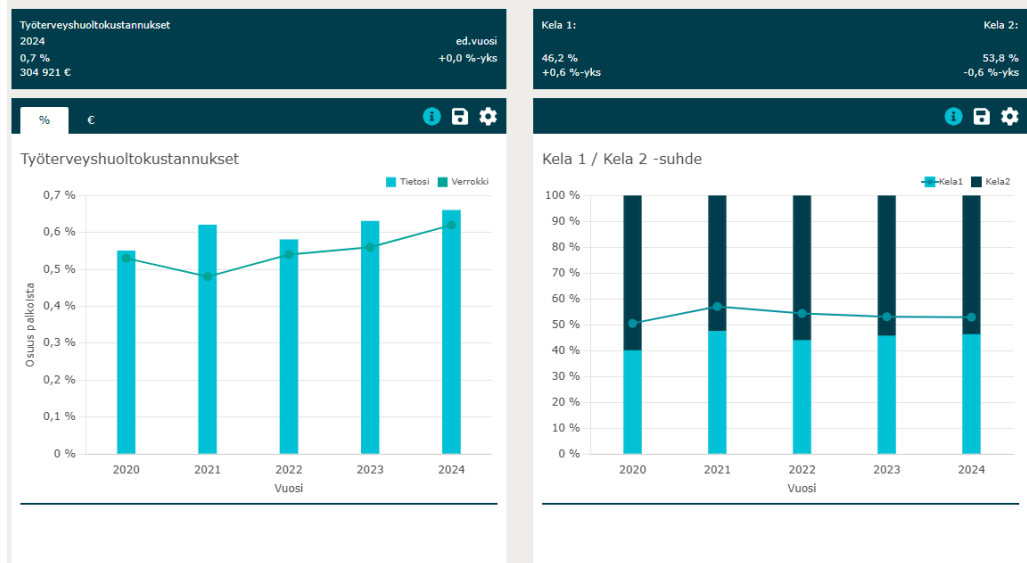 Työterveyshuoltokustannukset
2024 ed.vuosi
0,7 % +0,0 %-yks
304 921 €
% €
Työterveyshuoltokustannukset
Tietosi Verrokki
0,7 %
0,6 %
0,5 %
0,4 %
0,3 %
0,2 %
0,1 %
0 %
Osuus palkoista
2020 2021 2022 2023 2024
Vuosi
Kela 1: Kela 2:
46,2 % 53,8 %
+0,6 %-yks -0,6 %-yks
Kela 1 / Kela 2 -suhde
Kela1 Kela2
100 %
90 %
80 %
70 %
60 %
50 %
40 %
30 %
20 %
10 %
0 %
2020 2021 2022 2023 2024
Vuosi